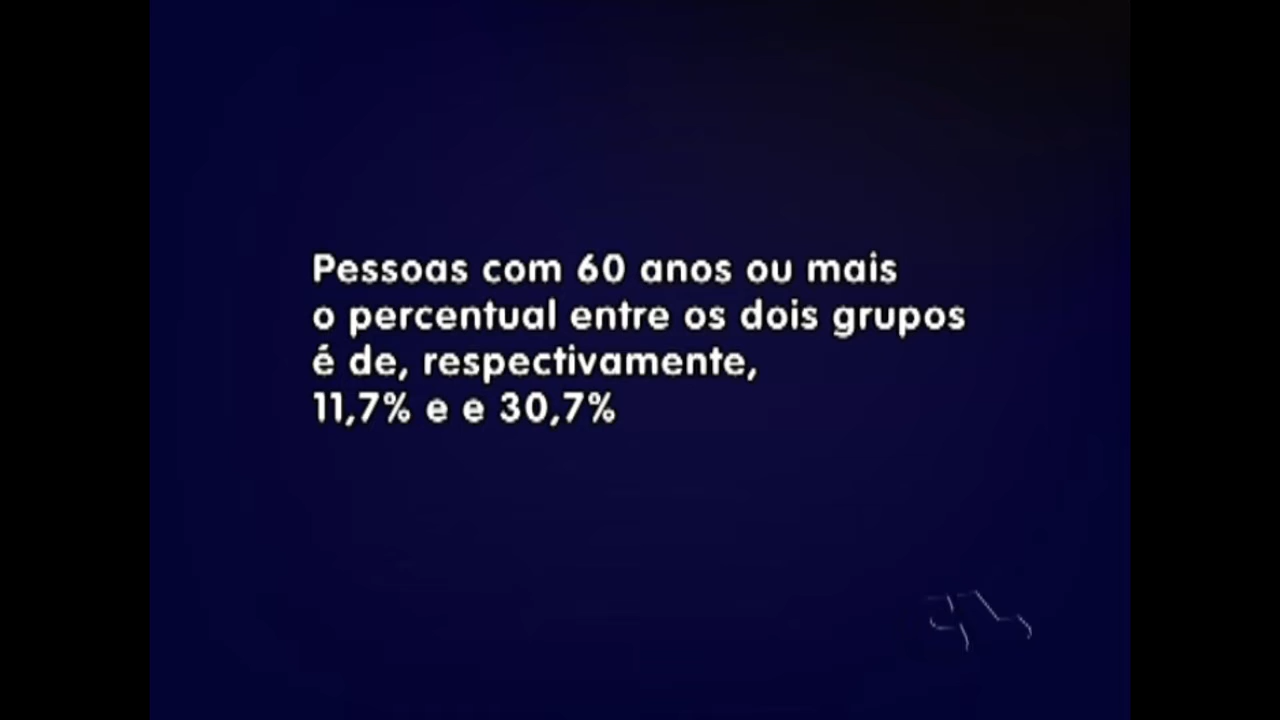 Pessoas com 60 anos ou mais
o percentual entre os dois grupos
é de, respectivamente,
11,7% e e 30,7%